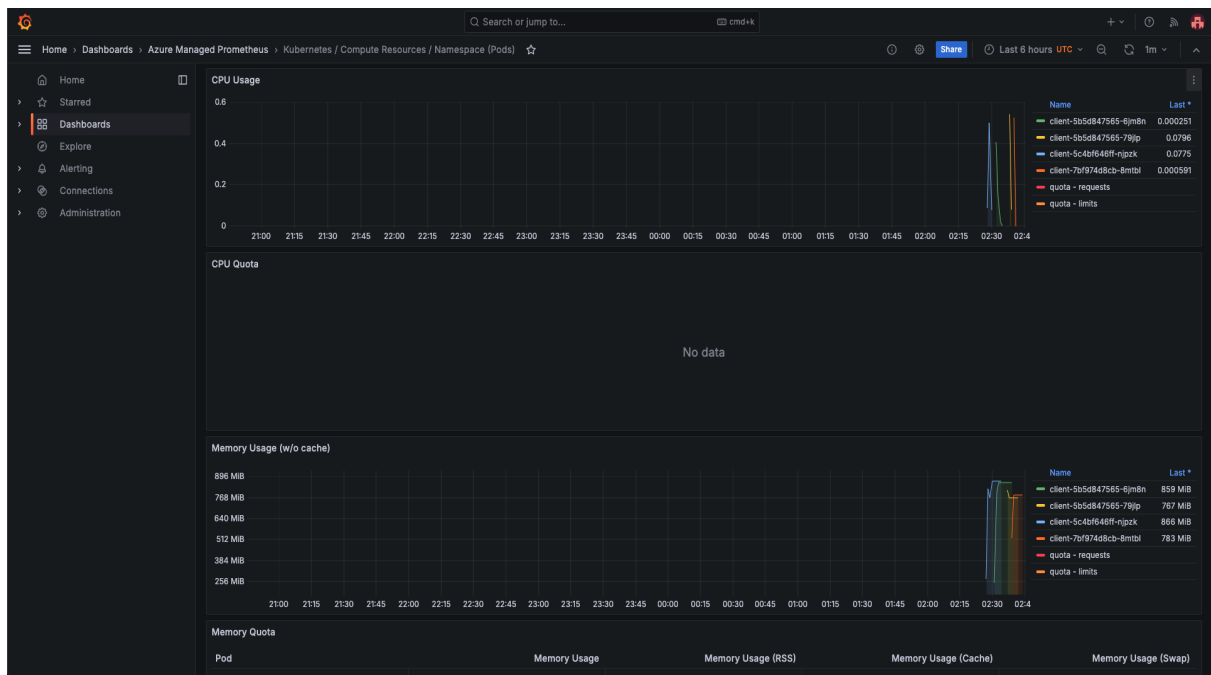 Search or jump to... cmd+k
Home › Dashboards › Azure Managed Prometheus › Kubernetes / Compute Resources / Namespace (Pods) Share Last 6 hours UTC 1m
Home
Starred
Dashboards
Explore
Alerting
Connections
Administration
CPU Usage
0.6
0.4
0.2
0
21:00 21:15 21:30 21:45 22:00 22:15 22:30 22:45 23:00 23:15 23:30 23:45 00:00 00:15 00:30 00:45 01:00 01:15 01:30 01:45 02:00 02:15 02:30 02:4
Name Last *
client-5b5d847565-6jm8n 0.000251
client-5b5d847565-79jlp 0.0796
client-5c4bf646ff-njpzk 0.0775
client-7bf974d8cb-8mtbl 0.000591
quota - requests
quota - limits
CPU Quota
No data
Memory Usage (w/o cache)
896 MiB
768 MiB
640 MiB
512 MiB
384 MiB
256 MiB
21:00 21:15 21:30 21:45 22:00 22:15 22:30 22:45 23:00 23:15 23:30 23:45 00:00 00:15 00:30 00:45 01:00 01:15 01:30 01:45 02:00 02:15 02:30 02:4
Name Last *
client-5b5d847565-6jm8n 859 MiB
client-5b5d847565-79jlp 767 MiB
client-5c4bf646ff-njpzk 866 MiB
client-7bf974d8cb-8mtbl 783 MiB
quota - requests
quota - limits
Memory Quota
Pod Memory Usage Memory Usage (RSS) Memory Usage (Cache) Memory Usage (Swap)